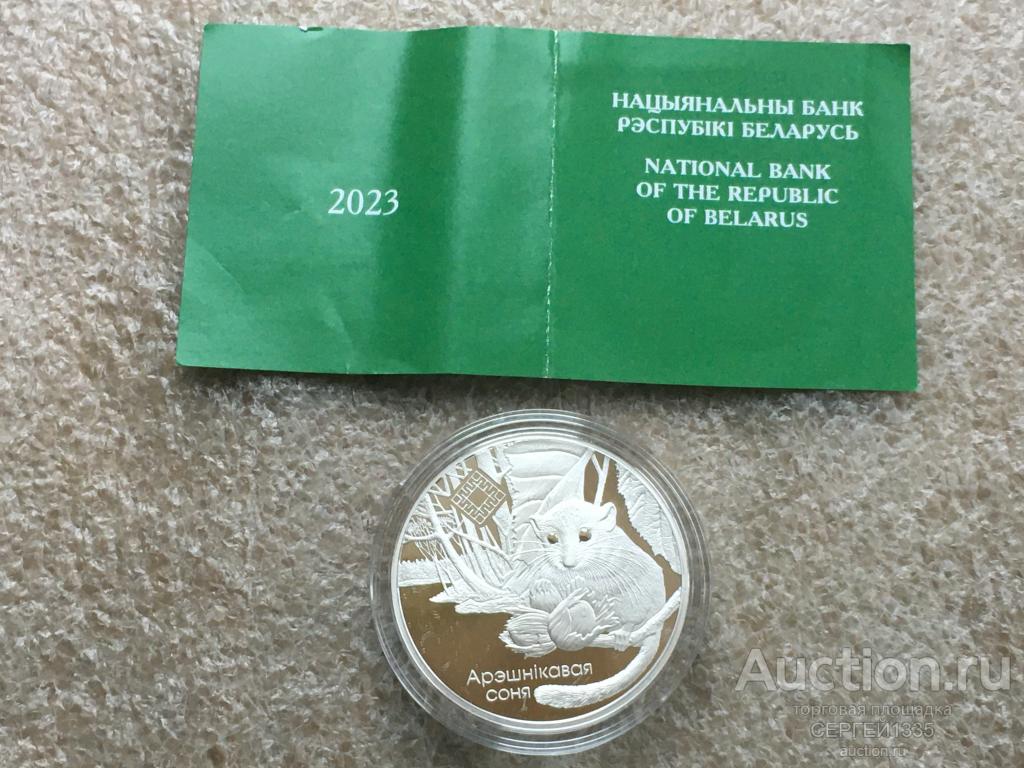 НАЦЫЯНАЛЬНЫ БАНК
РЭСПУБІКІ БЕЛАРУСЬ
NATIONAL BANK
OF THE REPUBLIC
OF BELARUS
2023
Арэшнікавая
соня
Auction.ru
торговая площадка
СЕРГЕЙ1335
auction.ru